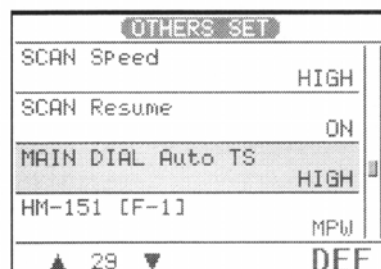 OTHERS SET
SCAN Speed
HIGH
SCAN Resume
ON
MAIN DIAL Auto TS
HIGH
HM-151 [F-1]
MPW
▲ 29 ▼ DEF